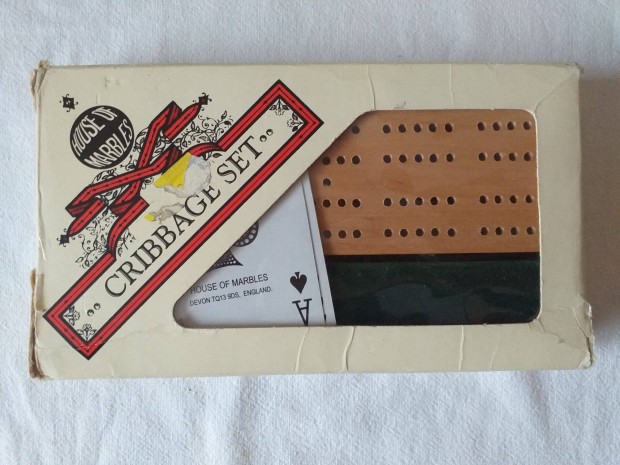 HOUSE OF
MARBLES
CRIBBAGE SET
HOUSE OF MARBLES
DEVON TQ13 9DS, ENGLAND.
A